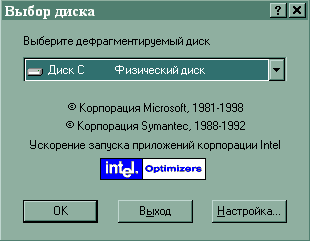 Выбор диска
Выберите дефрагментируемый диск
Диск C Физический диск
© Корпорация Microsoft, 1981-1998
© Корпорация Symantec, 1988-1992
Ускорение запуска приложений корпорации Intel
intel. Optimizers
OK Выход Настройка...